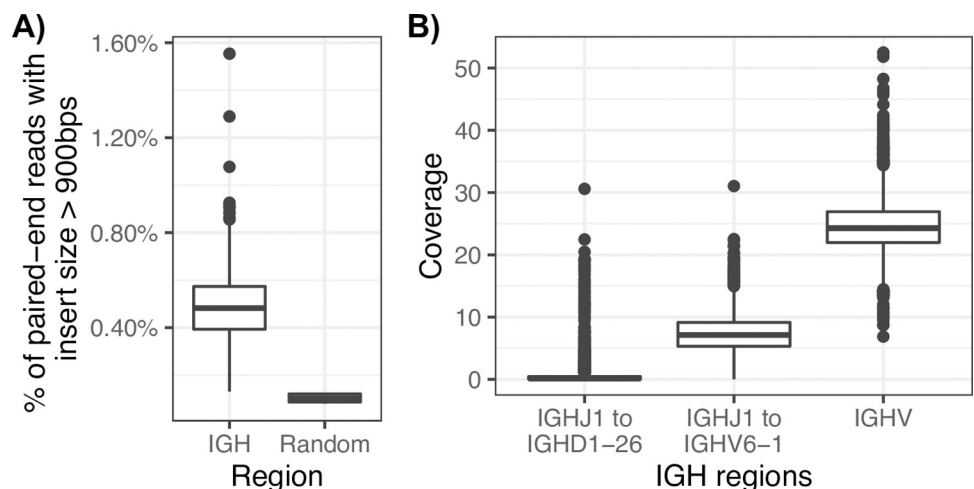 A)
% of paired-end reads with
insert size > 900bps
1.60%
1.20%
0.80%
0.40%
IGH
Random
Region
B)
Coverage
50
40
30
20
10
0
IGHJ1 to
IGHD1−26
IGHJ1 to
IGHV6−1
IGHV
IGH regions